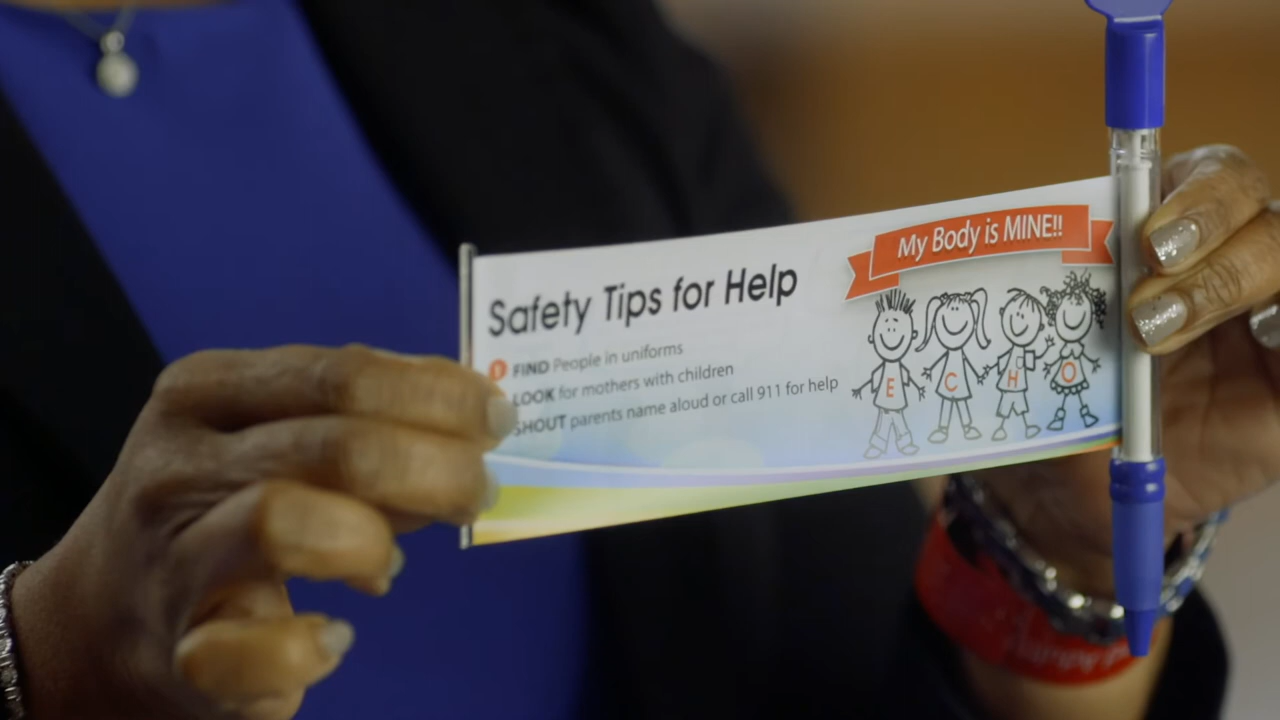 My Body is MINE!!
Safety Tips for Help
FIND People in uniforms
LOOK for mothers with children
SHOUT parents name aloud or call 911 for help
E C H O